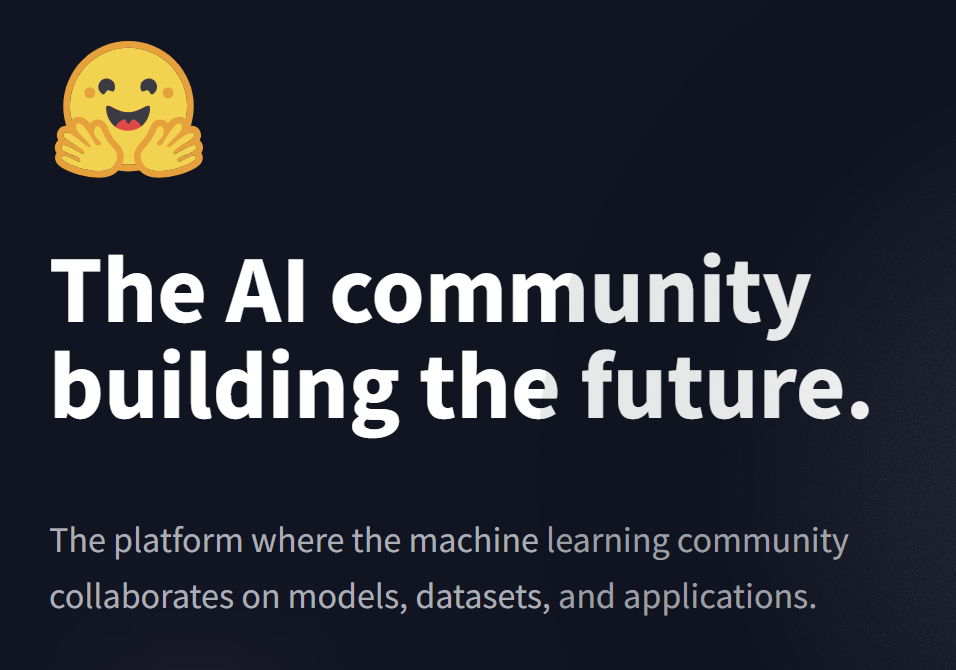 The AI community
building the future.
The platform where the machine learning community
collaborates on models, datasets, and applications.